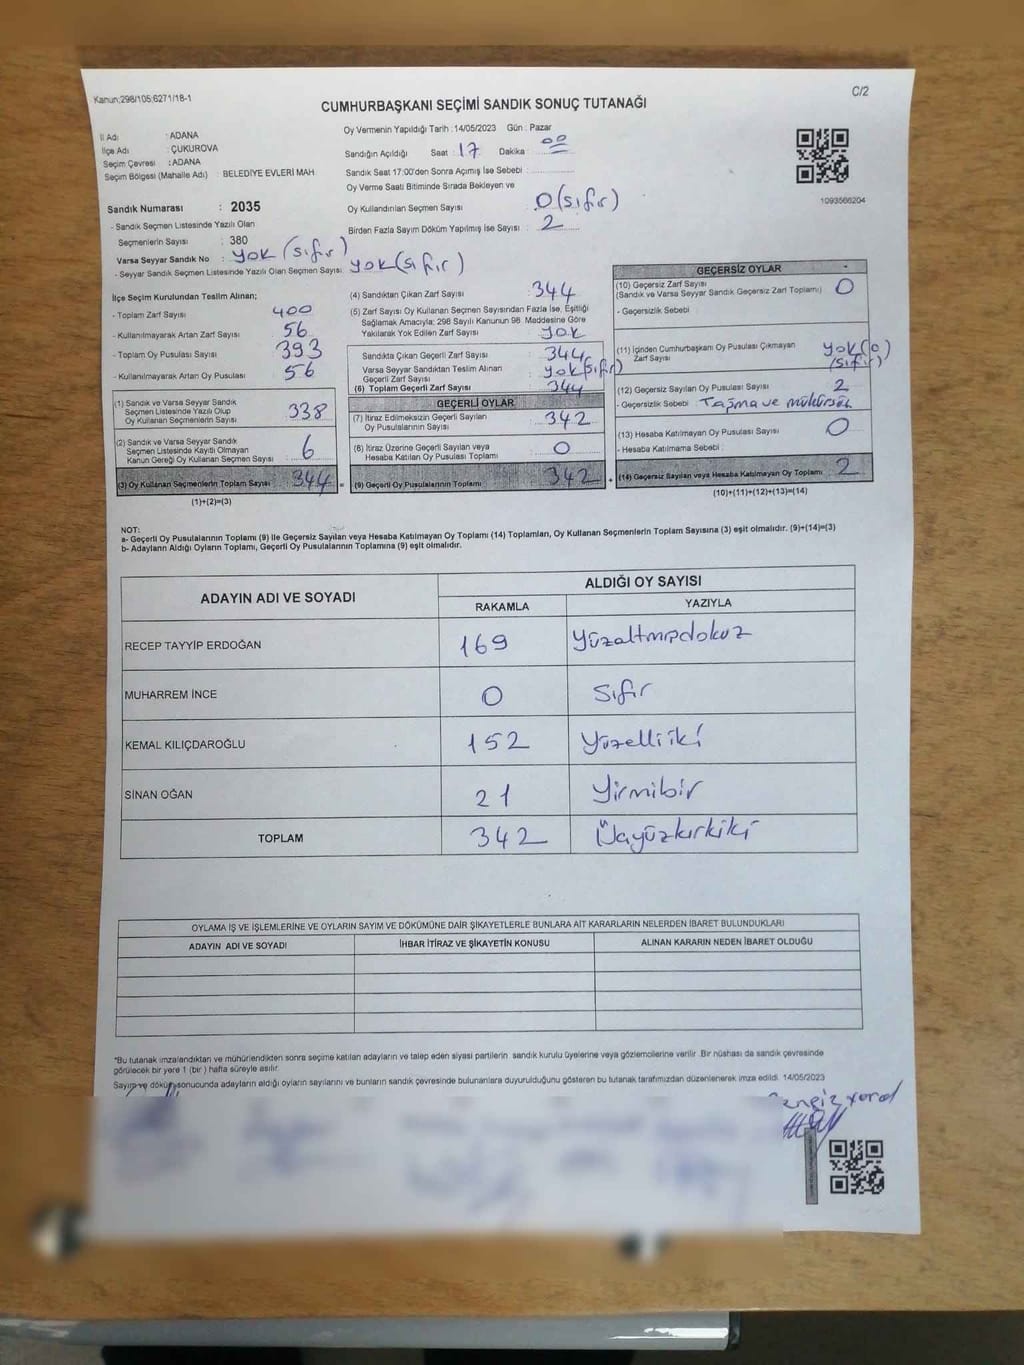 Kanun;298/105;6271/18-1
CUMHURBAŞKANI SEÇİMİ SANDIK SONUÇ TUTANAĞI
C/2
İl Adı : ADANA
İlçe Adı : ÇUKUROVA
Seçim Çevresi : ADANA
Seçim Bölgesi (Mahalle Adı) : BELEDİYE EVLERİ MAH
Oy Vermenin Yapıldığı Tarih : 14/05/2023 Gün : Pazar
Sandığın Açıldığı Saat : 17 Dakika : 00
Sandık Saat 17:00'den Sonra Açımış İse Sebebi :
Oy Verme Saati Bitiminde Sırada Bekleyen ve
Oy Kullandırılan Seçmen Sayısı : 0 (sıfır)
Birden Fazla Sayım Döküm Yapılmış İse Sayısı : 2
1093566204
Sandık Numarası : 2035
- Sandık Seçmen Listesinde Yazılı Olan
Seçmenlerin Sayısı : 380
Varsa Seyyar Sandık No : yok (sıfır)
- Seyyar Sandık Seçmen Listesinde Yazılı Olan Seçmen Sayısı: yok (sıfır)
İlçe Seçim Kurulundan Teslim Alınan;
- Toplam Zarf Sayısı : 400
- Kullanılmayarak Artan Zarf Sayısı : 56
- Toplam Oy Pusulası Sayısı : 393
- Kullanılmayarak Artan Oy Pusulası : 56
(1) Sandık ve Varsa Seyyar Sandık
Seçmen Listesinde Yazılı Olup
Oy Kullanan Seçmenlerin Sayısı 338
(2) Sandık ve Varsa Seyyar Sandık
Seçmen Listesinde Kayıtlı Olmayan
Kanun Gereği Oy Kullanan Seçmen Sayısı 6
(3) Oy Kullanan Seçmenlerin Toplam Sayısı 344 =
(1)+(2)=(3)
(4) Sandıktan Çıkan Zarf Sayısı : 344
(5) Zarf Sayısı Oy Kullanan Seçmen Sayısından Fazla İse, Eşitliği
Sağlamak Amacıyla; 298 Sayılı Kanunun 98. Maddesine Göre
Yakılarak Yok Edilen Zarf Sayısı : yok
Sandıkta Çıkan Geçerli Zarf Sayısı : 344
Varsa Seyyar Sandıktan Teslim Alınan
Geçerli Zarf Sayısı : yok (sıfır)
(6) Toplam Geçerli Zarf Sayısı : 344
GEÇERLİ OYLAR
(7) İtiraz Edilmeksizin Geçerli Sayılan
Oy Pusulalarının Sayısı : 342
(8) İtiraz Üzerine Geçerli Sayılan veya
Hesaba Katılan Oy Pusulası Toplamı : 0
(9) Geçerli Oy Pusulalarının Toplamı 342 +
GEÇERSİZ OYLAR -
(10) Geçersiz Zarf Sayısı
(Sandık ve Varsa Seyyar Sandık Geçersiz Zarf Toplamı) : 0
- Geçersizlik Sebebi :
(11) İçinden Cumhurbaşkanı Oy Pusulası Çıkmayan
Zarf Sayısı : yok (0) (sıfır)
(12) Geçersiz Sayılan Oy Pusulası Sayısı : 2
- Geçersizlik Sebebi : Taşma ve
(13) Hesaba Katılmayan Oy Pusulası Sayısı : 0
- Hesaba Katılmama Sebebi :
(14) Geçersiz Sayılan veya Hesaba Katılmayan Oy Toplamı 2
(10)+(11)+(12)+(13)=(14)
NOT:
a- Geçerli Oy Pusulalarının Toplamı (9) ile Geçersiz Sayılan veya Hesaba Katılmayan Oy Toplamı (14) Toplamları, Oy Kullanan Seçmenlerin Toplam Sayısına (3) eşit olmalıdır. (9)+(14)=(3)
b- Adayların Aldığı Oyların Toplamı, Geçerli Oy Pusulalarının Toplamına (9) eşit olmalıdır.
ADAYIN ADI VE SOYADI ALDIĞI OY SAYISI
RAKAMLA YAZIYLA
RECEP TAYYİP ERDOĞAN 169 Yüzaltmışdokuz
MUHARREM İNCE 0 Sıfır
KEMAL KILIÇDAROĞLU 152 Yüzelliiki
SİNAN OĞAN 21 Yirmibir
TOPLAM 342 Üçyüzkırkiki
OYLAMA İŞ VE İŞLEMLERİNE VE OYLARIN SAYIM VE DÖKÜMÜNE DAİR ŞİKAYETLERLE BUNLARA AİT KARARLARIN NELERDEN İBARET BULUNDUKLARI
ADAYIN ADI VE SOYADI İHBAR İTİRAZ VE ŞİKAYETİN KONUSU ALINAN KARARIN NEDEN İBARET OLDUĞU
*Bu tutanak imzalandıktan ve mühürlendikten sonra seçime katılan adayların ve talep eden siyasi partilerin sandık kurulu üyelerine veya gözlemcilerine verilir. Bir nüshası da sandık çevresinde
görülecek bir yere 1 (bir) hafta süreyle asılır.
Sayım ve döküm sonucunda adayların aldığı oyların sayılarını ve bunların sandık çevresinde bulunanlara duyurulduğunu gösteren bu tutanak tarafımızdan düzenlenerek imza edildi. 14/05/2023